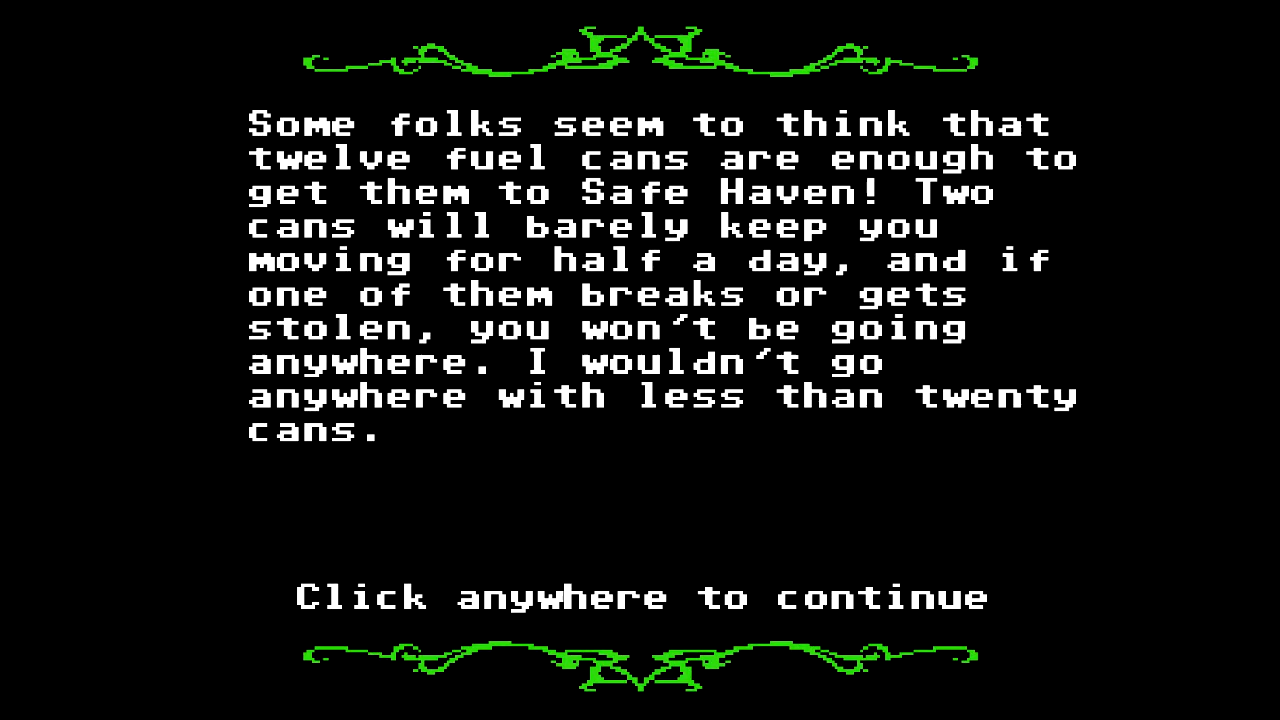 Some folks seem to think that
twelve fuel cans are enough to
get them to Safe Haven! Two
cans will barely keep you
moving for half a day, and if
one of them breaks or gets
stolen, you won't be going
anywhere. I wouldn't go
anywhere with less than twenty
cans.
Click anywhere to continue